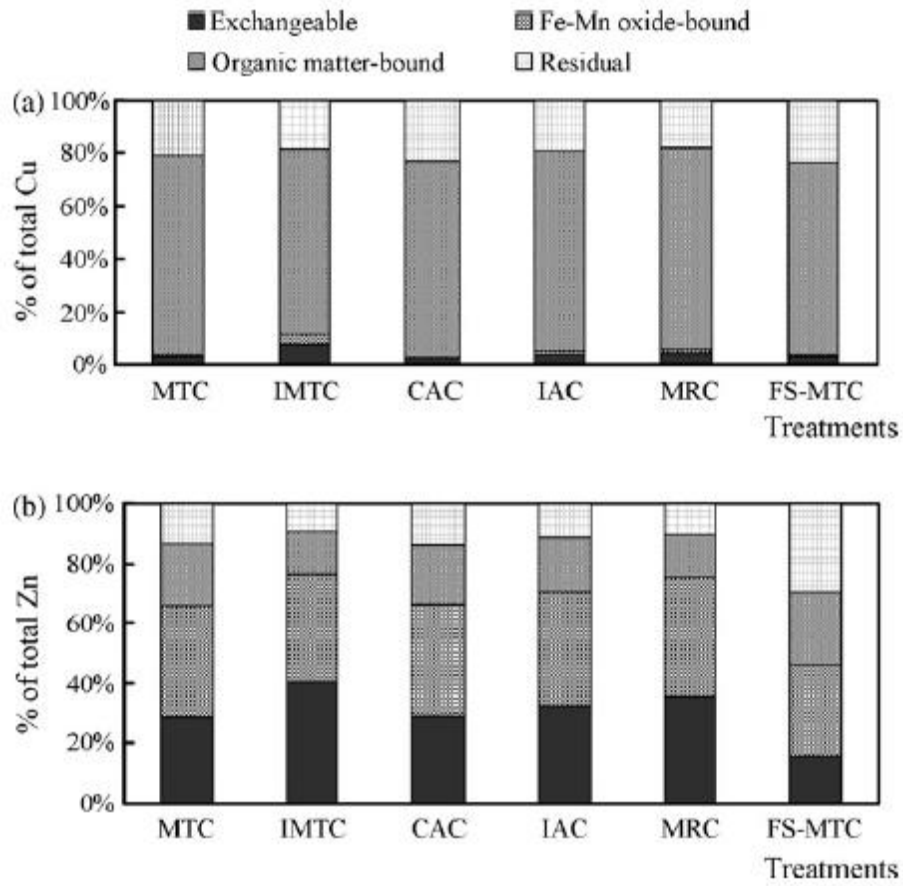 Exchangeable Fe-Mn oxide-bound
Organic matter-bound Residual
(a) 100%
80%
60%
40%
20%
0%
% of total Cu
MTC IMTC CAC IAC MRC FS-MTC
Treatments
(b) 100%
80%
60%
40%
20%
0%
% of total Zn
MTC IMTC CAC IAC MRC FS-MTC
Treatments